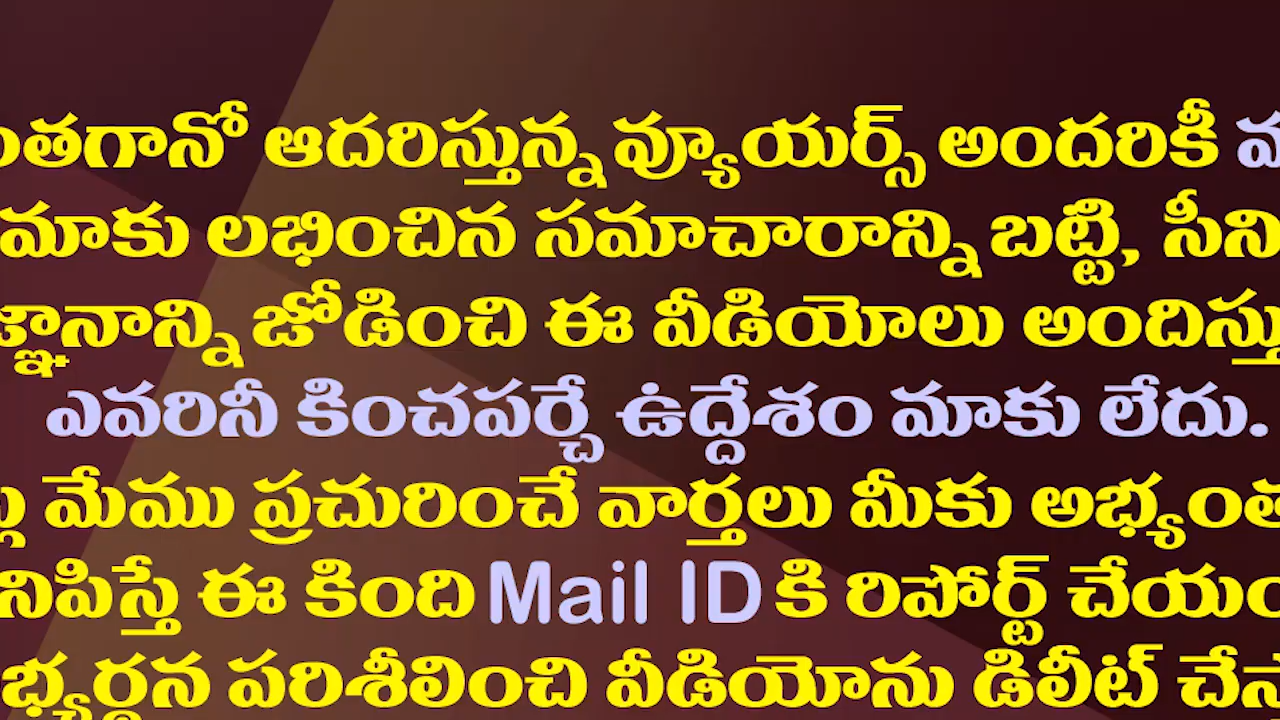 ఆదరిస్తున్న వ్యూయర్స్ అందరికీ
మాకు లభించిన సమాచారాన్ని బట్టి,
జోడించి ఈ వీడియోలు
ఎవరినీ కించపర్చే ఉద్దేశం మాకు లేదు.
మేము ప్రచురించే వార్తలు మీకు
ఈ కింది Mail ID కి రిపోర్ట్
పరిశీలించి వీడియోను డిలీట్